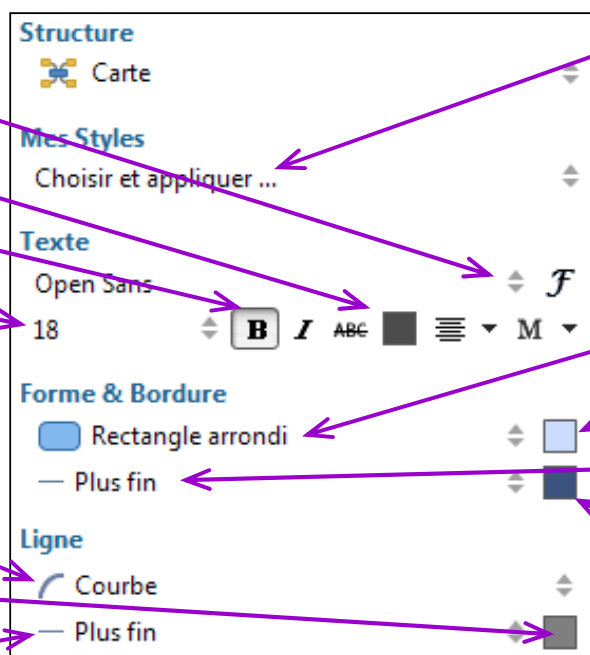 Structure
Carte
Mes Styles
Choisir et appliquer ...
Texte
Open Sans F
18 B I ABC M
Forme & Bordure
Rectangle arrondi
Plus fin
Ligne
Courbe
Plus fin